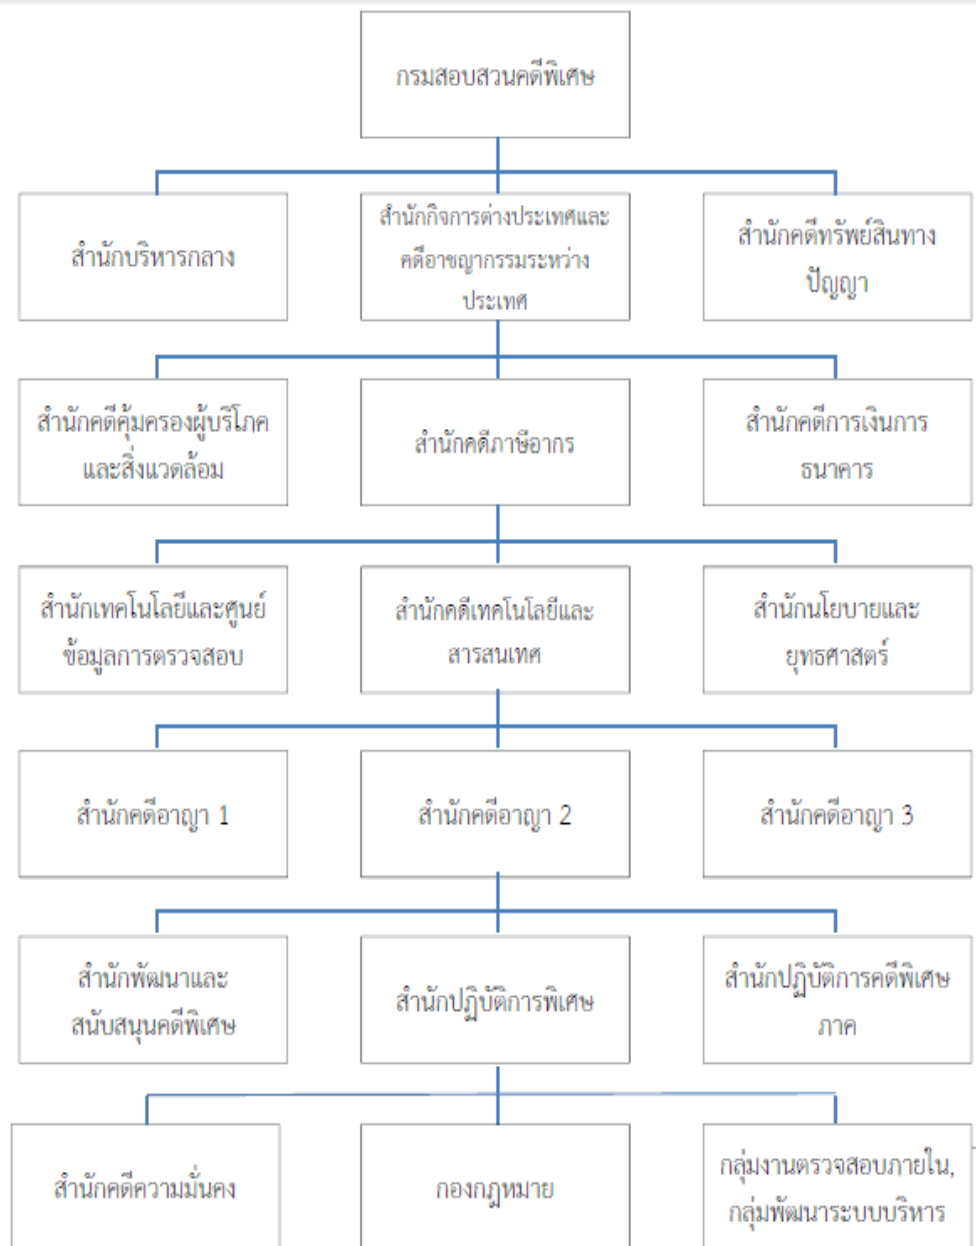 กรมสอบสวนคดีพิเศษ
สำนักบริหารกลาง
สำนักกิจการต่างประเทศและ
คดีอาชญากรรมระหว่าง
ประเทศ
สำนักคดีทรัพย์สินทาง
ปัญญา
สำนักคดีคุ้มครองผู้บริโภค
และสิ่งแวดล้อม
สำนักคดีภาษีอากร
สำนักคดีการเงินการ
ธนาคาร
สำนักเทคโนโลยีและศูนย์
ข้อมูลการตรวจสอบ
สำนักคดีเทคโนโลยีและ
สารสนเทศ
สำนักนโยบายและ
ยุทธศาสตร์
สำนักคดีอาญา 1
สำนักคดีอาญา 2
สำนักคดีอาญา 3
สำนักพัฒนาและ
สนับสนุนคดีพิเศษ
สำนักปฏิบัติการพิเศษ
สำนักปฏิบัติการคดีพิเศษ
ภาค
สำนักคดีความมั่นคง
กองกฎหมาย
กลุ่มงานตรวจสอบภายใน,
กลุ่มพัฒนาระบบบริหาร